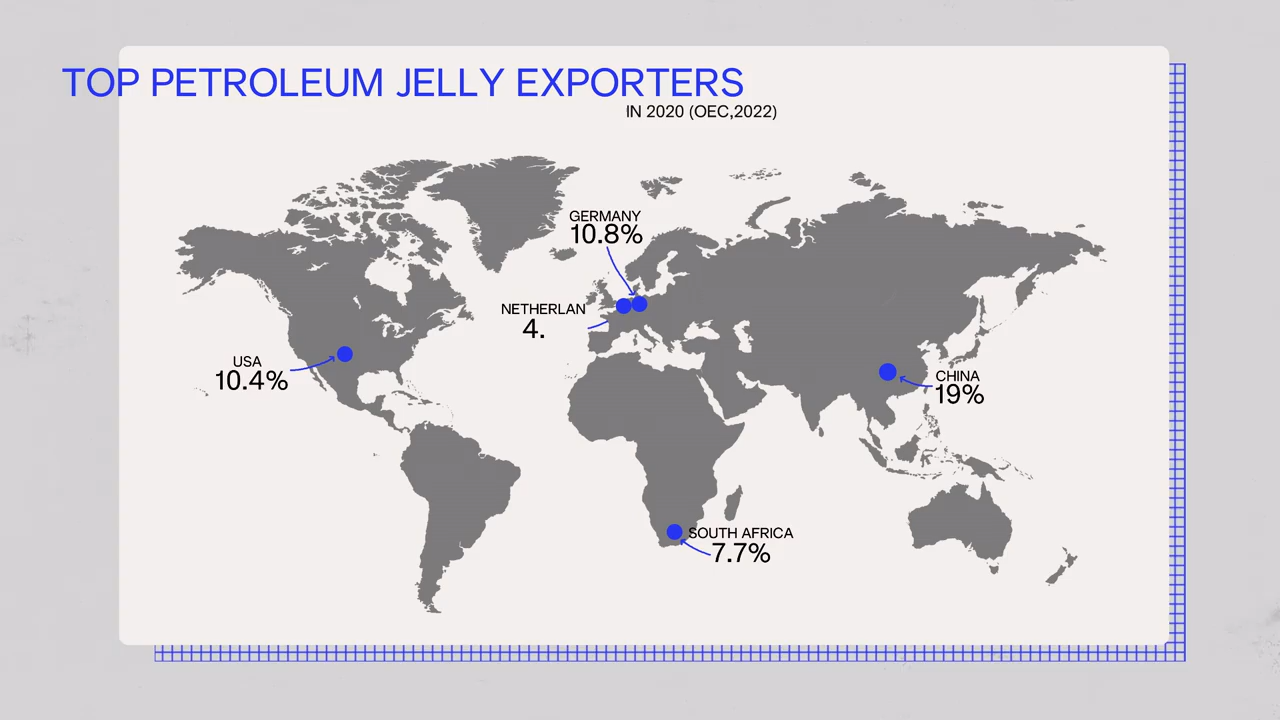 TOP PETROLEUM JELLY EXPORTERS
IN 2020 (OEC,2022)
GERMANY
10.8%
NETHERLAN
4.
USA
10.4%
CHINA
19%
SOUTH AFRICA
7.7%